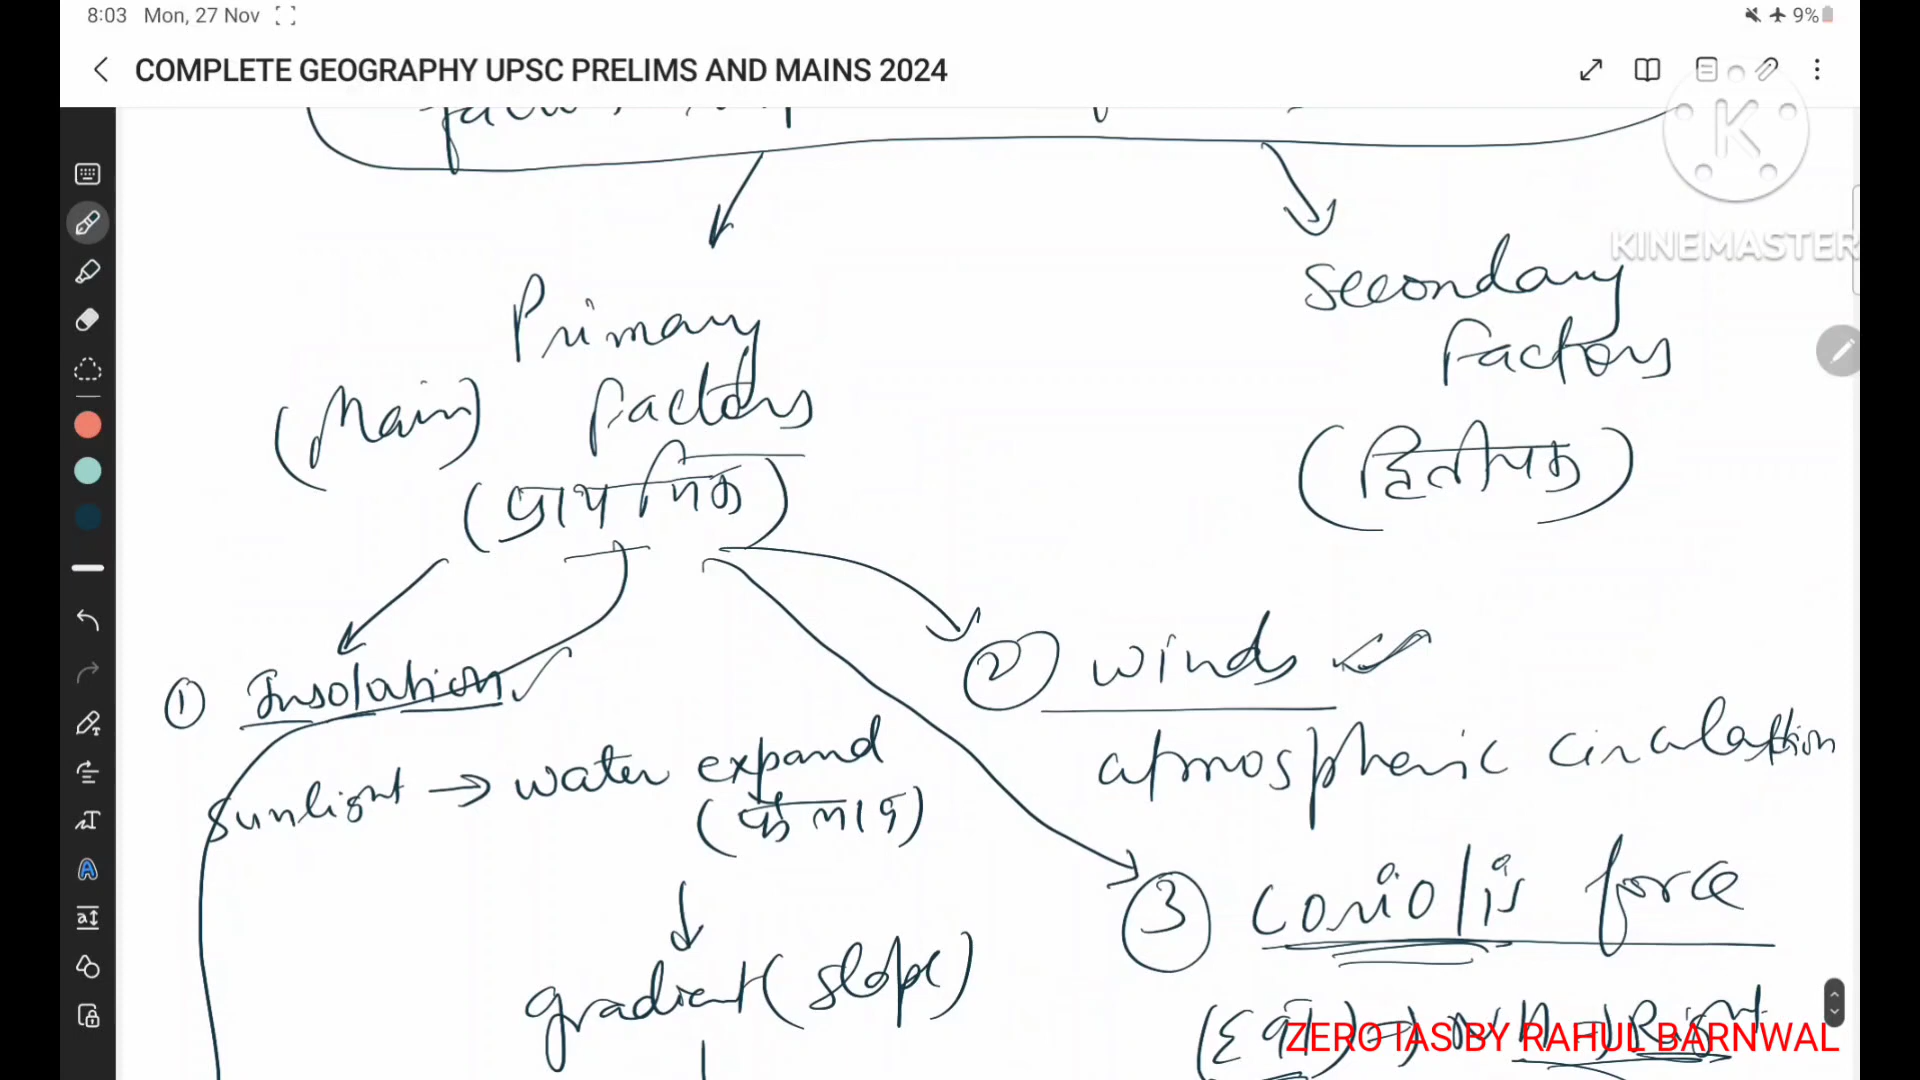 8:03 Mon, 27 Nov
9%
COMPLETE GEOGRAPHY UPSC PRELIMS AND MAINS 2024
K
KINEMASTER
Primary
(Main) Factors
(प्राथमिक)
Secondary
Factors
(द्वितीयक)
① Insolation
Sunlight → water expand
(फैलाव)
gradient (slope)
② winds
atmospheric circulation
③ Coriolis force
N.H → Right
ZERO IAS BY RAHUL BARNWAL